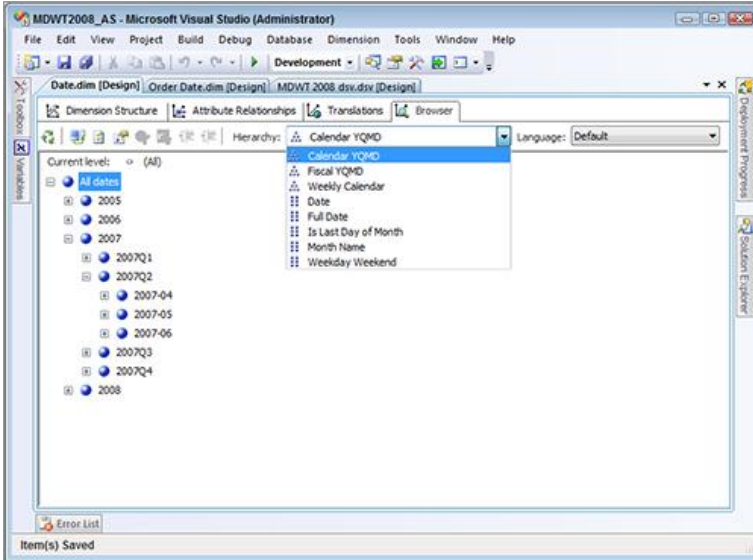 MDWT2008_AS - Microsoft Visual Studio (Administrator)
File Edit View Project Build Debug Database Dimension Tools Window Help
Development
Date.dim [Design] Order Date.dim [Design] MDWT 2008 dsv.dsv [Design]
Dimension Structure Attribute Relationships Translations Browser
Hierarchy: Calendar YQMD Language: Default
Current level: (All)
Calendar YQMD
Fiscal YQMD
Weekly Calendar
Date
Full Date
Is Last Day of Month
Month Name
Weekday Weekend
All dates
2005
2006
2007
2007Q1
2007Q2
2007-04
2007-05
2007-06
2007Q3
2007Q4
2008
Toolbox
Variables
Deployment Progress
Solution Explorer
Error List
Item(s) Saved